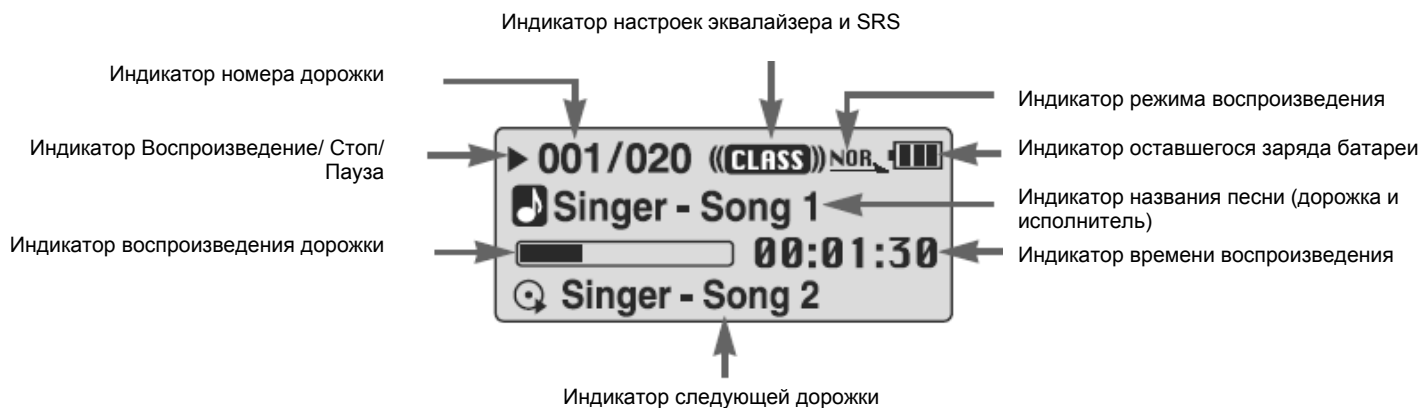 Индикатор настроек эквалайзера и SRS
Индикатор номера дорожки
Индикатор режима воспроизведения
Индикатор Воспроизведение/ Стоп/
Пауза
Индикатор оставшегося заряда батареи
Индикатор названия песни (дорожка и
исполнитель)
Индикатор воспроизведения дорожки
Индикатор времени воспроизведения
001/020 CLASS NOR
Singer - Song 1
00:01:30
Singer - Song 2
Индикатор следующей дорожки